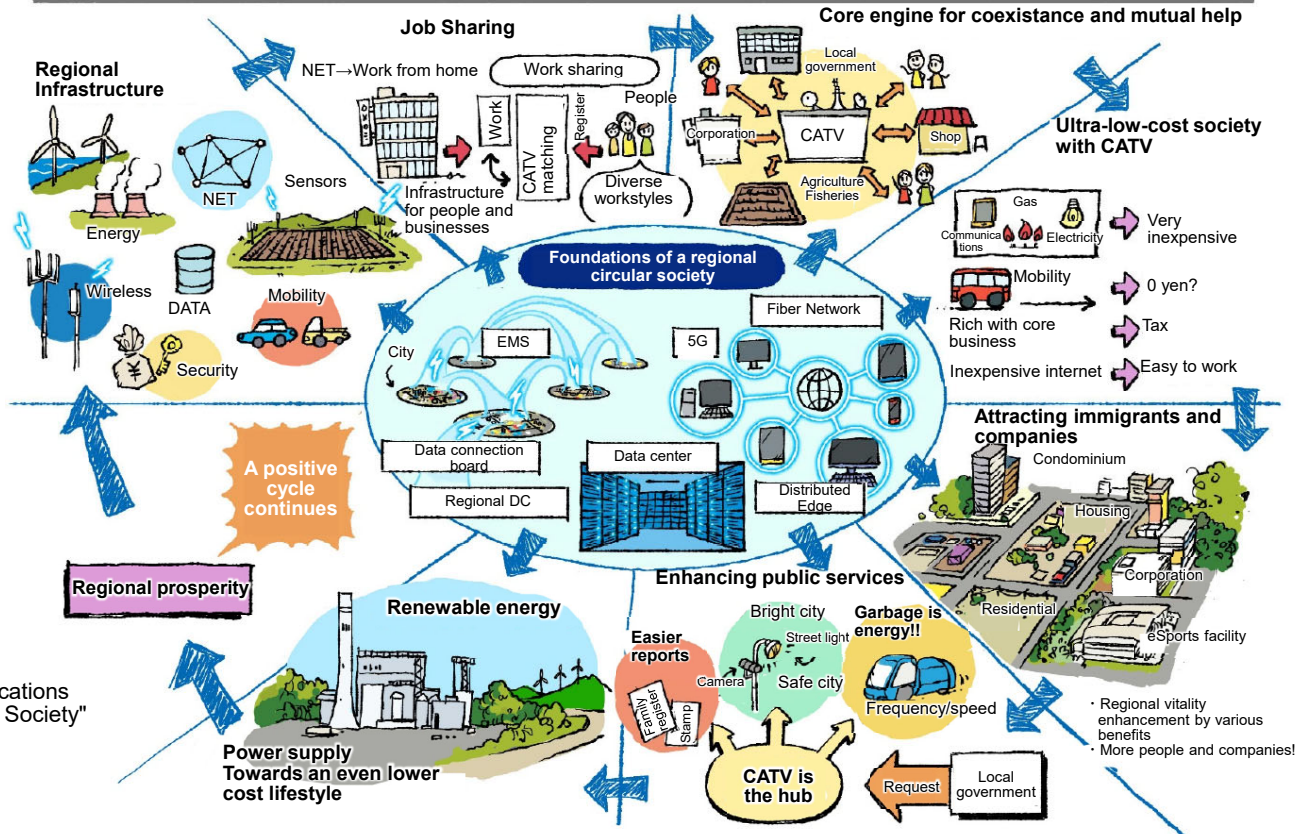 Job Sharing
Core engine for coexistance and mutual help
Regional
Infrastructure
NET
Sensors
Energy
Wireless
DATA
Mobility
Security
NET→Work from home
Work sharing
Work
CATV
matching
Register
People
Infrastructure
for people and
businesses
Diverse
workstyles
Local
government
Corporation
CATV
Shop
Agriculture
Fisheries
Ultra-low-cost society
with CATV
Communica
tions
Gas
Electricity
Very
inexpensive
Mobility
0 yen?
Rich with core
business
Tax
Inexpensive internet
Easy to work
Foundations of a regional
circular society
City
EMS
5G
Fiber Network
Data connection
board
Regional DC
Data center
Distributed
Edge
Attracting immigrants and
companies
Condominium
Housing
Corporation
Residential
eSports facility
・Regional vitality
enhancement by various
benefits
・More people and companies!
Enhancing public services
Easier
reports
Family
register
Stamp
Bright city
Street light
Camera
Safe city
Garbage is
energy!!
Frequency/speed
CATV is
the hub
Request
Local
government
Renewable energy
Power supply
Towards an even lower
cost lifestyle
Regional prosperity
A positive
cycle
continues
cations
Society"